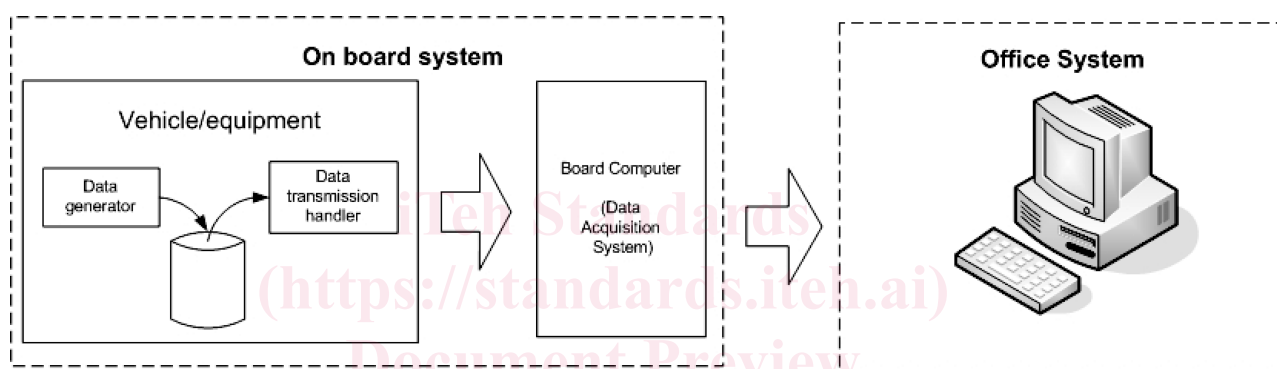 On board system
Vehicle/equipment
Data
generator
Data
transmission
handler
Board Computer
(Data
Acquisition
System)
Office System
iTeh Standards
(https://standards.iteh.ai)
Document Preview